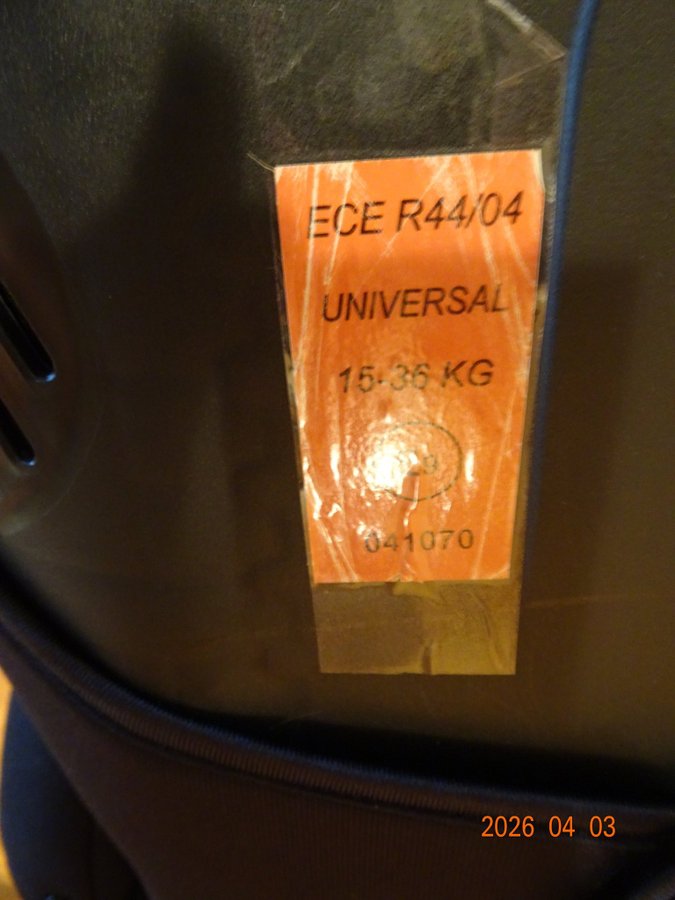 ECE R44/04
UNIVERSAL
15-36 KG
041070
2026 04 03